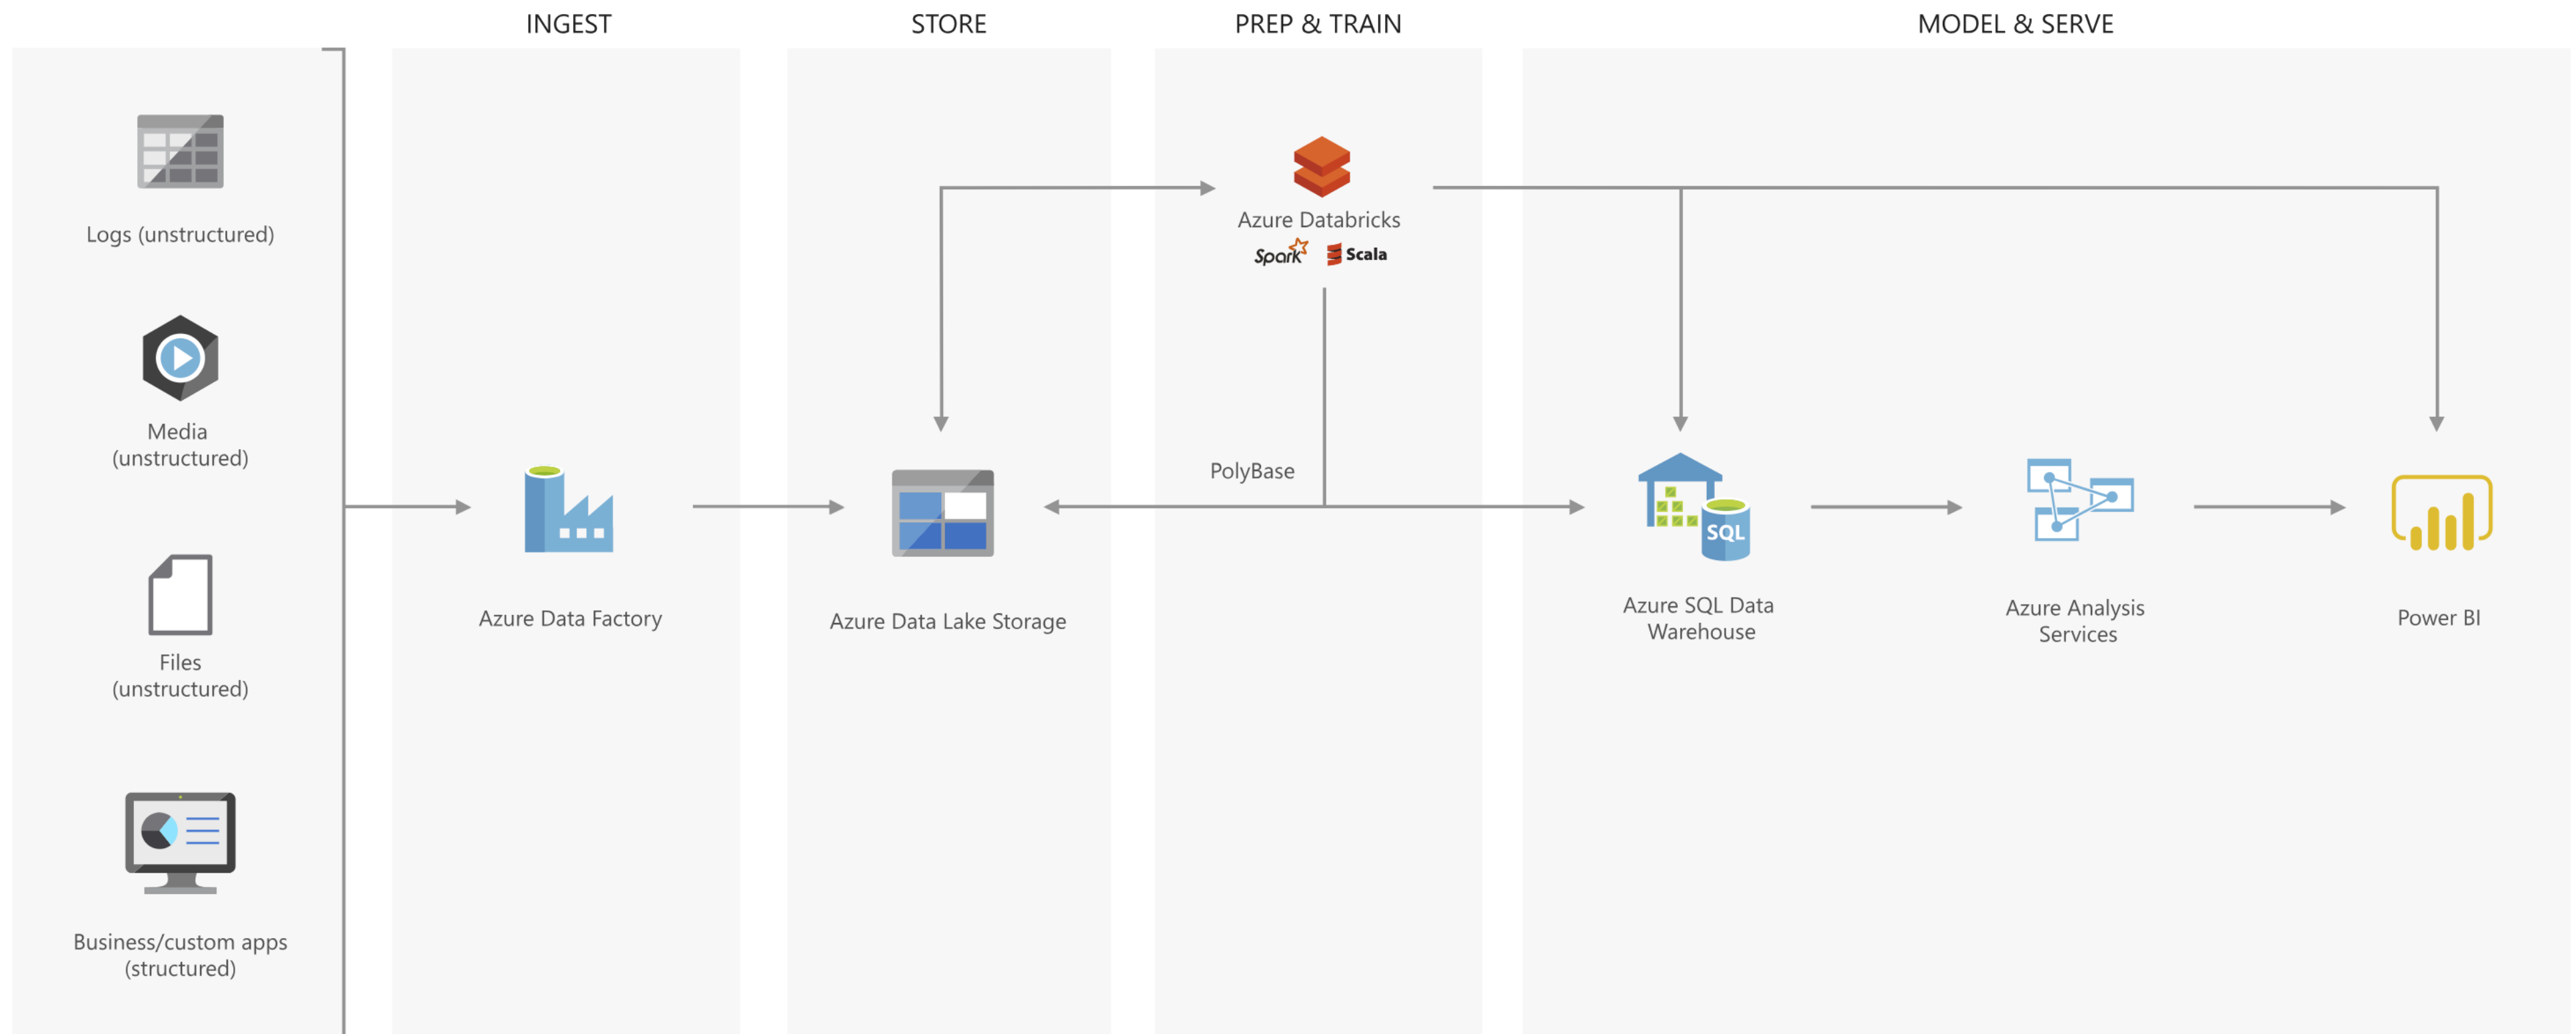 INGEST
STORE
PREP & TRAIN
MODEL & SERVE
Logs (unstructured)
Media
(unstructured)
Files
(unstructured)
Business/custom apps
(structured)
Azure Data Factory
Azure Data Lake Storage
Azure Databricks
Spark
Scala
PolyBase
SQL
Azure SQL Data
Warehouse
Azure Analysis
Services
Power BI